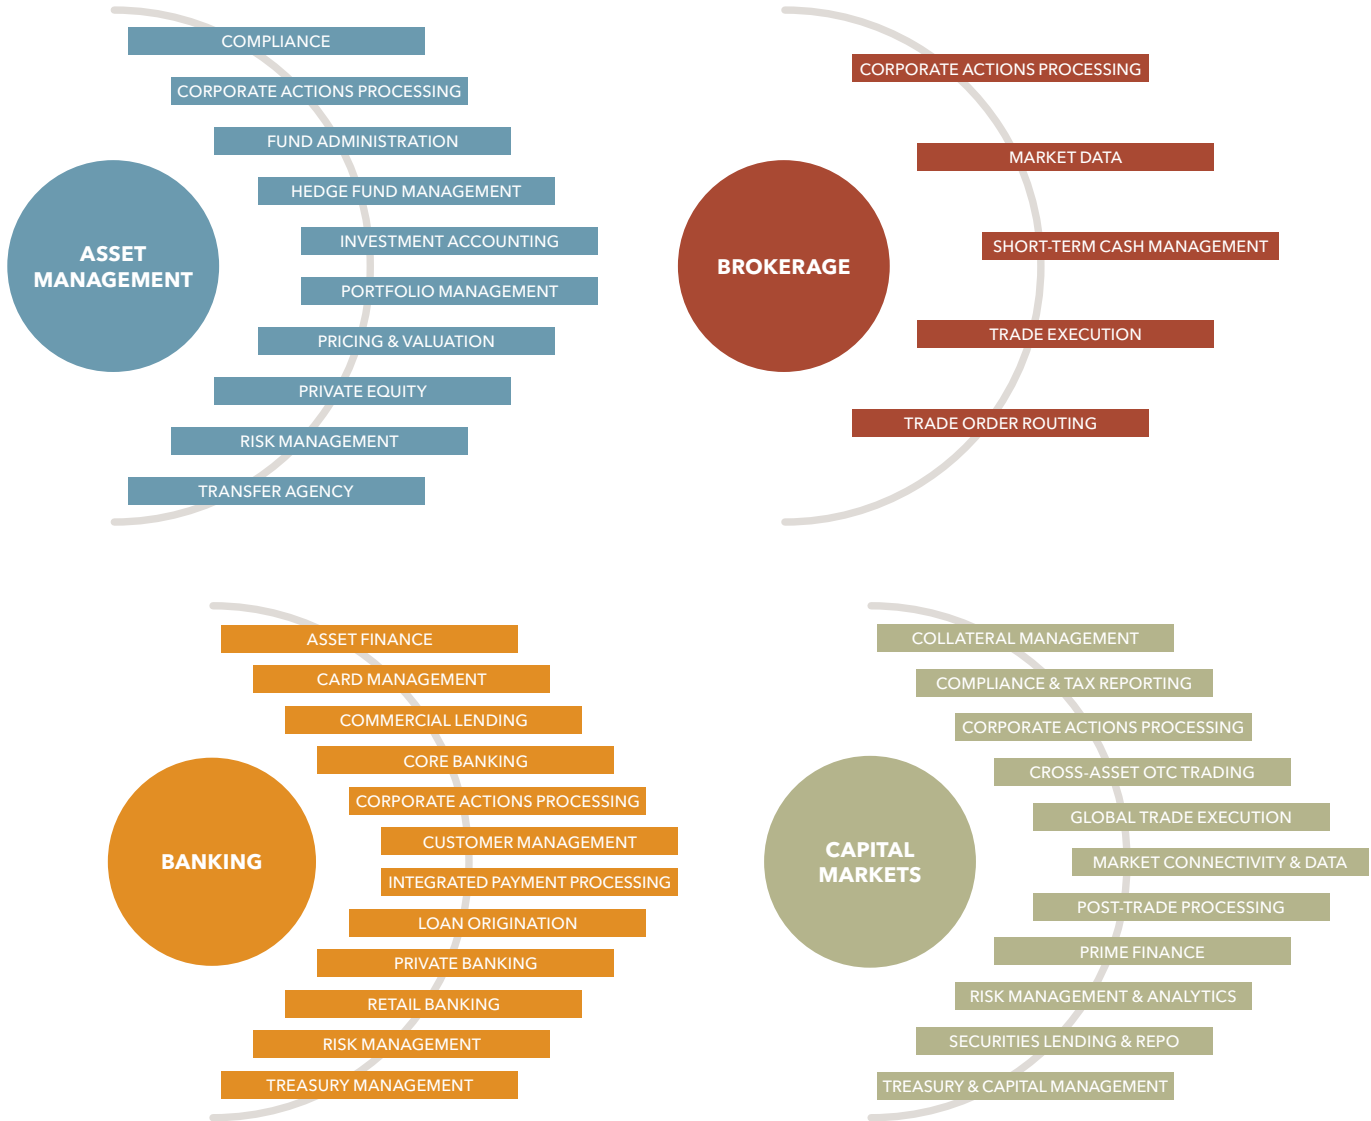 ASSET
MANAGEMENT
COMPLIANCE
CORPORATE ACTIONS PROCESSING
FUND ADMINISTRATION
HEDGE FUND MANAGEMENT
INVESTMENT ACCOUNTING
PORTFOLIO MANAGEMENT
PRICING & VALUATION
PRIVATE EQUITY
RISK MANAGEMENT
TRANSFER AGENCY
BROKERAGE
CORPORATE ACTIONS PROCESSING
MARKET DATA
SHORT-TERM CASH MANAGEMENT
TRADE EXECUTION
TRADE ORDER ROUTING
BANKING
ASSET FINANCE
CARD MANAGEMENT
COMMERCIAL LENDING
CORE BANKING
CORPORATE ACTIONS PROCESSING
CUSTOMER MANAGEMENT
INTEGRATED PAYMENT PROCESSING
LOAN ORIGINATION
PRIVATE BANKING
RETAIL BANKING
RISK MANAGEMENT
TREASURY MANAGEMENT
CAPITAL
MARKETS
COLLATERAL MANAGEMENT
COMPLIANCE & TAX REPORTING
CORPORATE ACTIONS PROCESSING
CROSS-ASSET OTC TRADING
GLOBAL TRADE EXECUTION
MARKET CONNECTIVITY & DATA
POST-TRADE PROCESSING
PRIME FINANCE
RISK MANAGEMENT & ANALYTICS
SECURITIES LENDING & REPO
TREASURY & CAPITAL MANAGEMENT